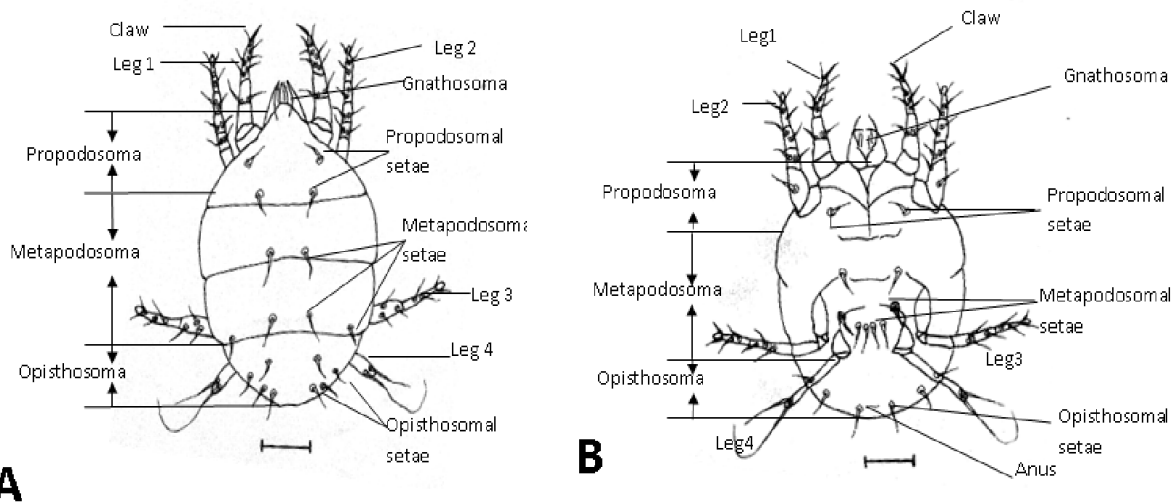 Claw
Leg 1
Leg 2
Gnathosoma
Propodosoma
Propodosomal
setae
Metapodosoma
Metapodosoma
setae
Leg 3
Leg 4
Opisthosoma
Opisthosomal
setae
A
Claw
Leg1
Gnathosoma
Leg2
Propodosoma
Propodosomal
setae
Metapodosoma
Metapodosomal
setae
Leg3
Opisthosoma
Opisthosomal
setae
Leg4
Anus
B